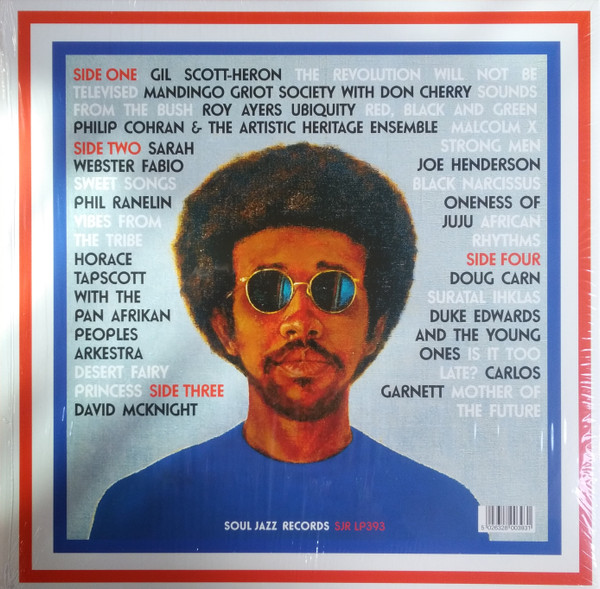 SIDE ONE GIL SCOTT-HERON THE REVOLUTION WILL NOT BE
TELEVISED MANDINGO GRIOT SOCIETY WITH DON CHERRY SOUNDS
FROM THE BUSH ROY AYERS UBIQUITY RED, BLACK AND GREEN
PHILIP COHRAN & THE ARTISTIC HERITAGE ENSEMBLE MALCOLM X
SIDE TWO SARAH
WEBSTER FABIO
SWEET SONGS
PHIL RANELIN
VIBES FROM
THE TRIBE
HORACE
TAPSCOTT
WITH THE
PAN AFRIKAN
PEOPLES
ARKESTRA
DESERT FAIRY
PRINCESS SIDE THREE
DAVID MCKNIGHT
STRONG MEN
JOE HENDERSON
BLACK NARCISSUS
ONENESS OF
JUJU AFRICAN
RHYTHMS
SIDE FOUR
DOUG CARN
SURATAL IHKLAS
DUKE EDWARDS
AND THE YOUNG
ONES IS IT TOO
LATE? CARLOS
GARNETT MOTHER OF
THE FUTURE
SOUL JAZZ RECORDS SJR LP393
5 026328 003931